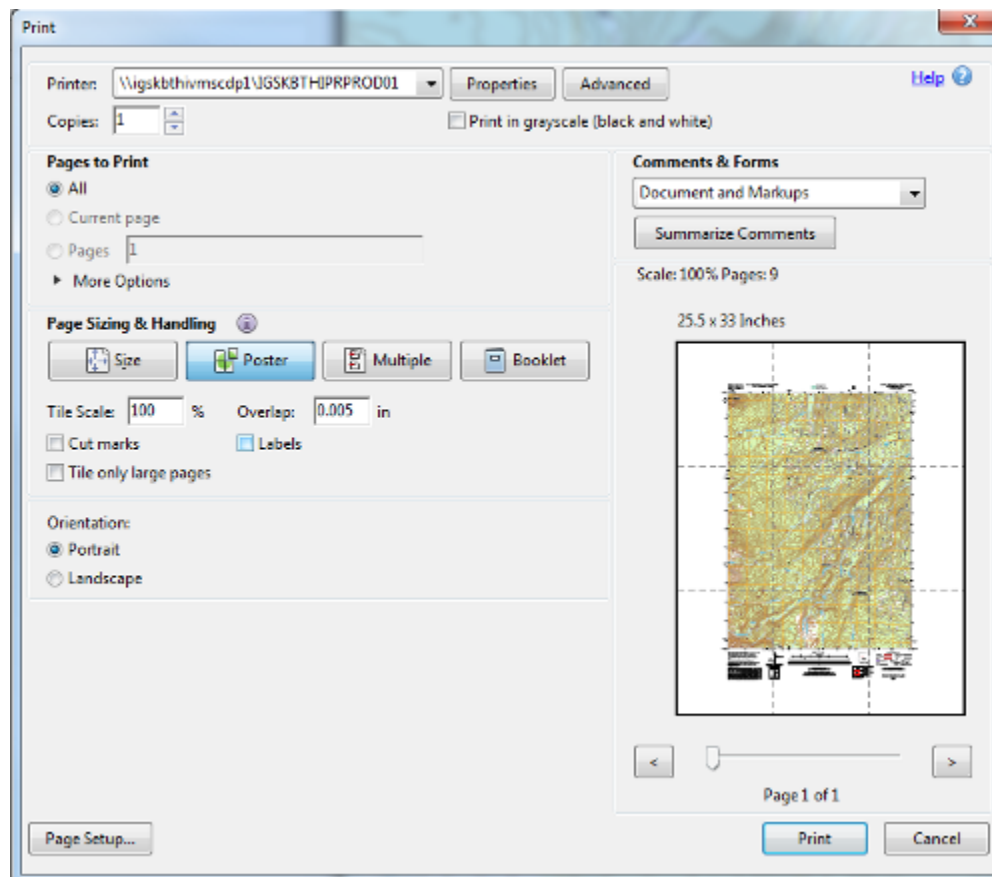 Print
Printer: \\igskbthivmscdp1\IGSKBTHIPRPROD01 Properties Advanced Help
Copies: 1 Print in grayscale (black and white)
Pages to Print
All
Current page
Pages 1
More Options
Page Sizing & Handling
Size Poster Multiple Booklet
Tile Scale: 100 % Overlap: 0.005 in
Cut marks Labels
Tile only large pages
Orientation:
Portrait
Landscape
Comments & Forms
Document and Markups
Summarize Comments
Scale: 100% Pages: 9
25.5 x 33 Inches
< >
Page 1 of 1
Page Setup... Print Cancel